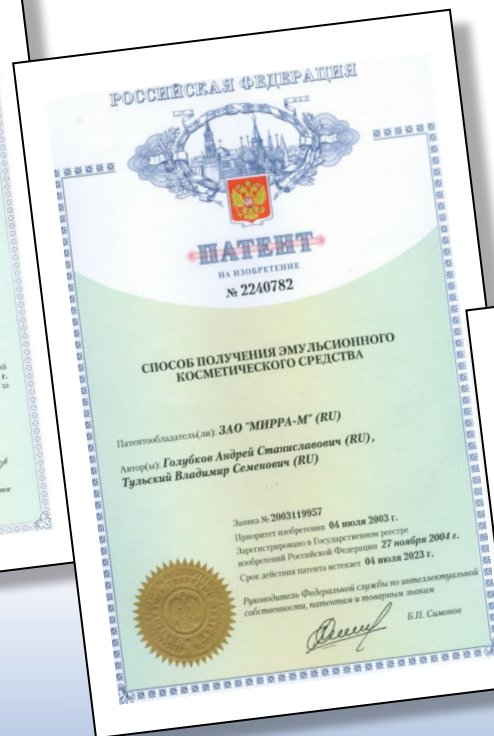 РОССИЙСКАЯ ФЕДЕРАЦИЯ
ПАТЕНТ
НА ИЗОБРЕТЕНИЕ
№ 2240782
СПОСОБ ПОЛУЧЕНИЯ ЭМУЛЬСИОННОГО
КОСМЕТИЧЕСКОГО СРЕДСТВА
Патентообладатель(ли): ЗАО "МИРРА-М" (RU)
Автор(ы): Голубков Андрей Станиславович (RU),
Тульский Владимир Семенович (RU)
Заявка № 2003119957
Приоритет изобретения 04 июля 2003 г.
Зарегистрировано в Государственном реестре
изобретений Российской Федерации 27 ноября 2004 г.
Срок действия патента истекает 04 июля 2023 г.
Руководитель Федеральной службы по интеллектуальной
собственности, патентам и товарным знакам
Б.П. Симонов